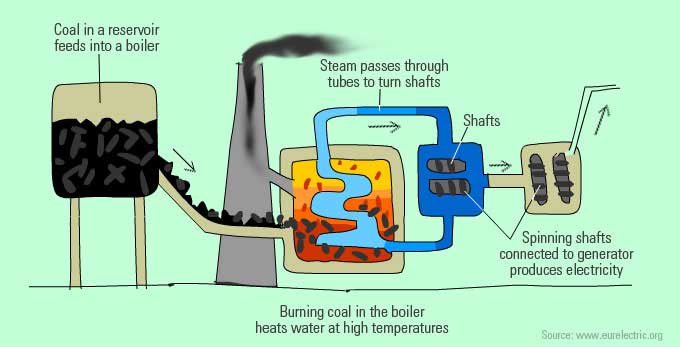 Coal in a reservoir
feeds into a boiler
Steam passes through
tubes to turn shafts
Shafts
Spinning shafts
connected to generator
produces electricity
Burning coal in the boiler
heats water at high temperatures
Source: www.eurelectric.org